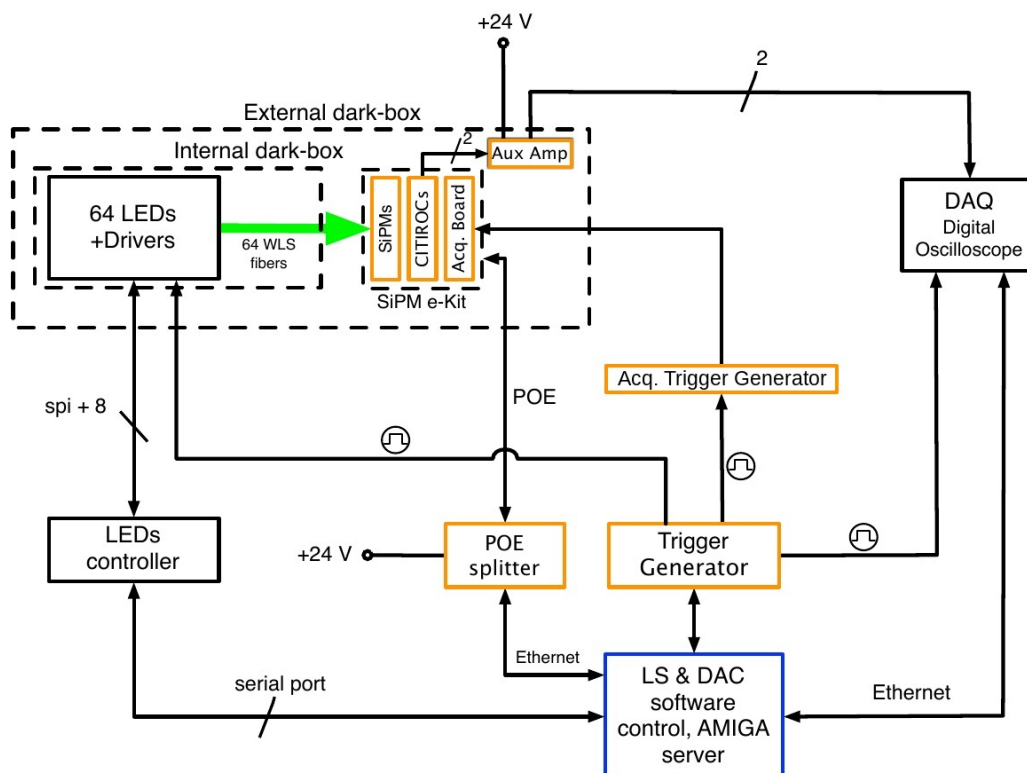 +24 V
2
External dark-box
2
Aux Amp
Internal dark-box
64 LEDs
+Drivers
64 WLS
fibers
SiPMs
CITIROCs
Acq. Board
SiPM e-Kit
DAQ
Digital
Oscilloscope
Acq. Trigger Generator
POE
spi + 8
LEDs
controller
+24 V
POE
splitter
Trigger
Generator
Ethernet
serial port
LS & DAC
software
control, AMIGA
server
Ethernet